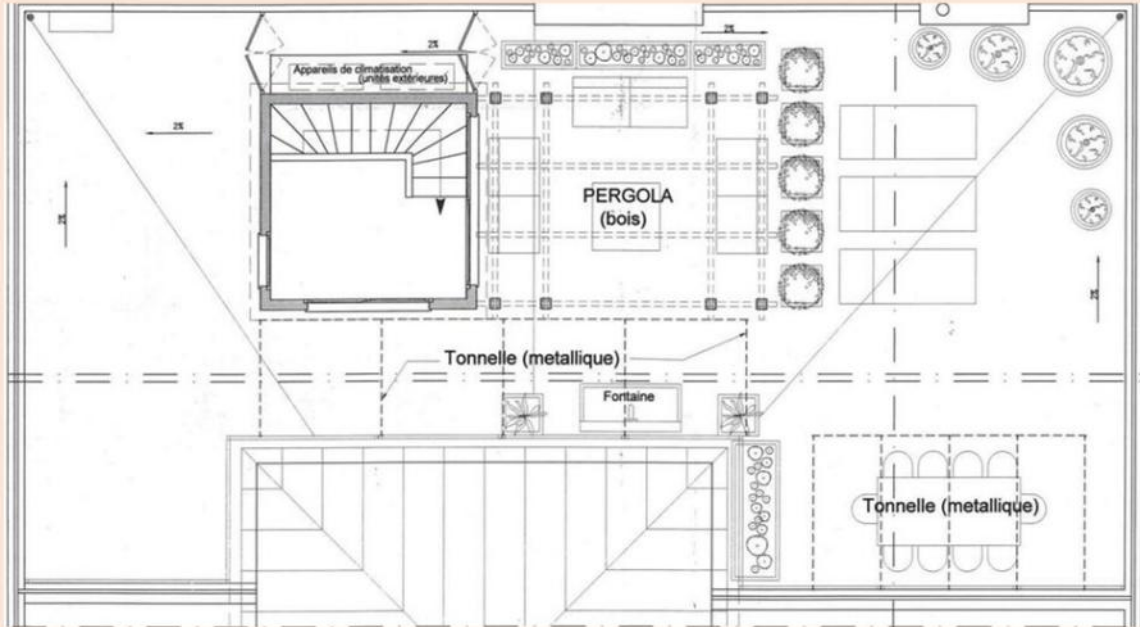 2%
2%
Appareils de climatisation
(unités extérieures)
2%
2%
PERGOLA
(bois)
2%
Tonnelle (metallique)
Fontaine
Tonnelle (metallique)